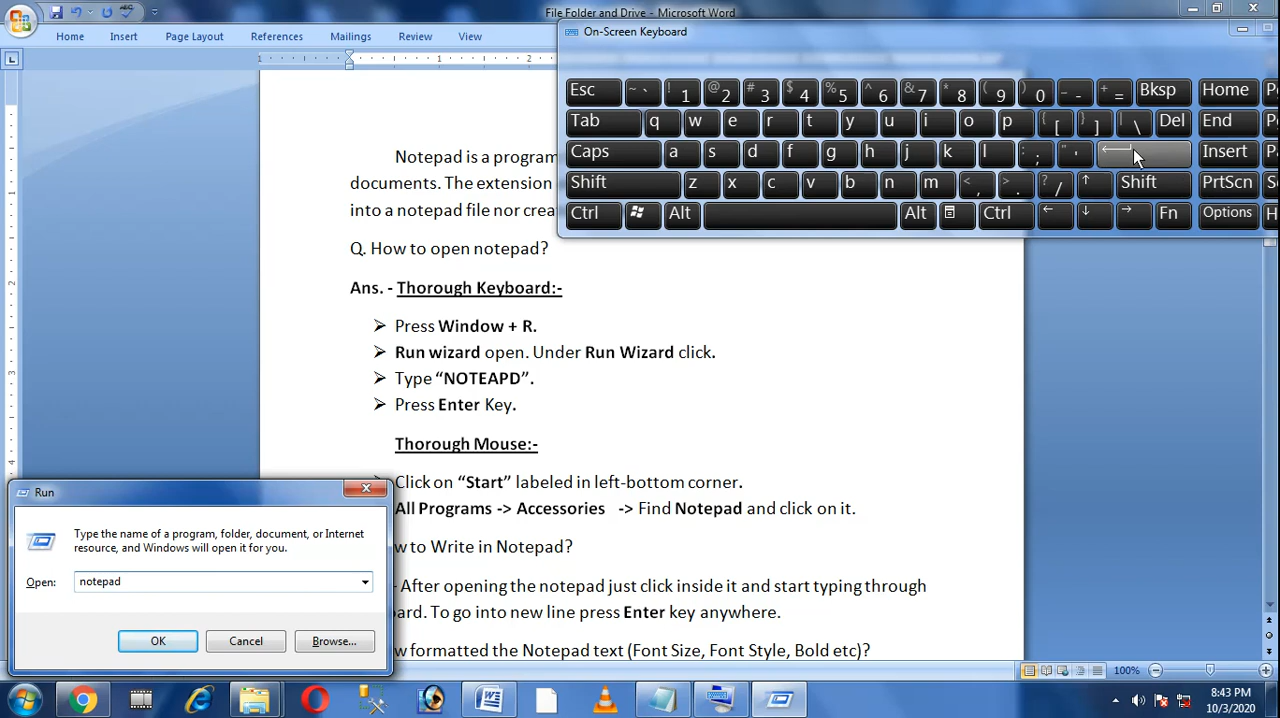 File Folder and Drive - Microsoft Word
Home Insert Page Layout References Mailings Review View
On-Screen Keyboard
1 1 2
Esc ~ ` ! 1 @ 2 # 3 $ 4 % 5 ^ 6 & 7 * 8 ( 9 ) 0 _ - + = Bksp Home
Tab q w e r t y u i o p { [ } ] | \ Del End
Caps a s d f g h j k l : ; " ' Insert
Shift z x c v b n m < , > . ? / ↑ Shift PrtScn
Ctrl Alt Alt Ctrl ← ↓ → Fn Options
Notepad is a program
documents. The extension
into a notepad file nor crea
Q. How to open notepad?
Ans. - Thorough Keyboard:-
➢ Press Window + R.
➢ Run wizard open. Under Run Wizard click.
➢ Type “NOTEAPD”.
➢ Press Enter Key.
Thorough Mouse:-
Click on “Start” labeled in left-bottom corner.
All Programs -> Accessories -> Find Notepad and click on it.
w to Write in Notepad?
- After opening the notepad just click inside it and start typing through
ard. To go into new line press Enter key anywhere.
w formatted the Notepad text (Font Size, Font Style, Bold etc)?
Run
Type the name of a program, folder, document, or Internet
resource, and Windows will open it for you.
Open: notepad
OK Cancel Browse...
100%
8:43 PM
10/3/2020